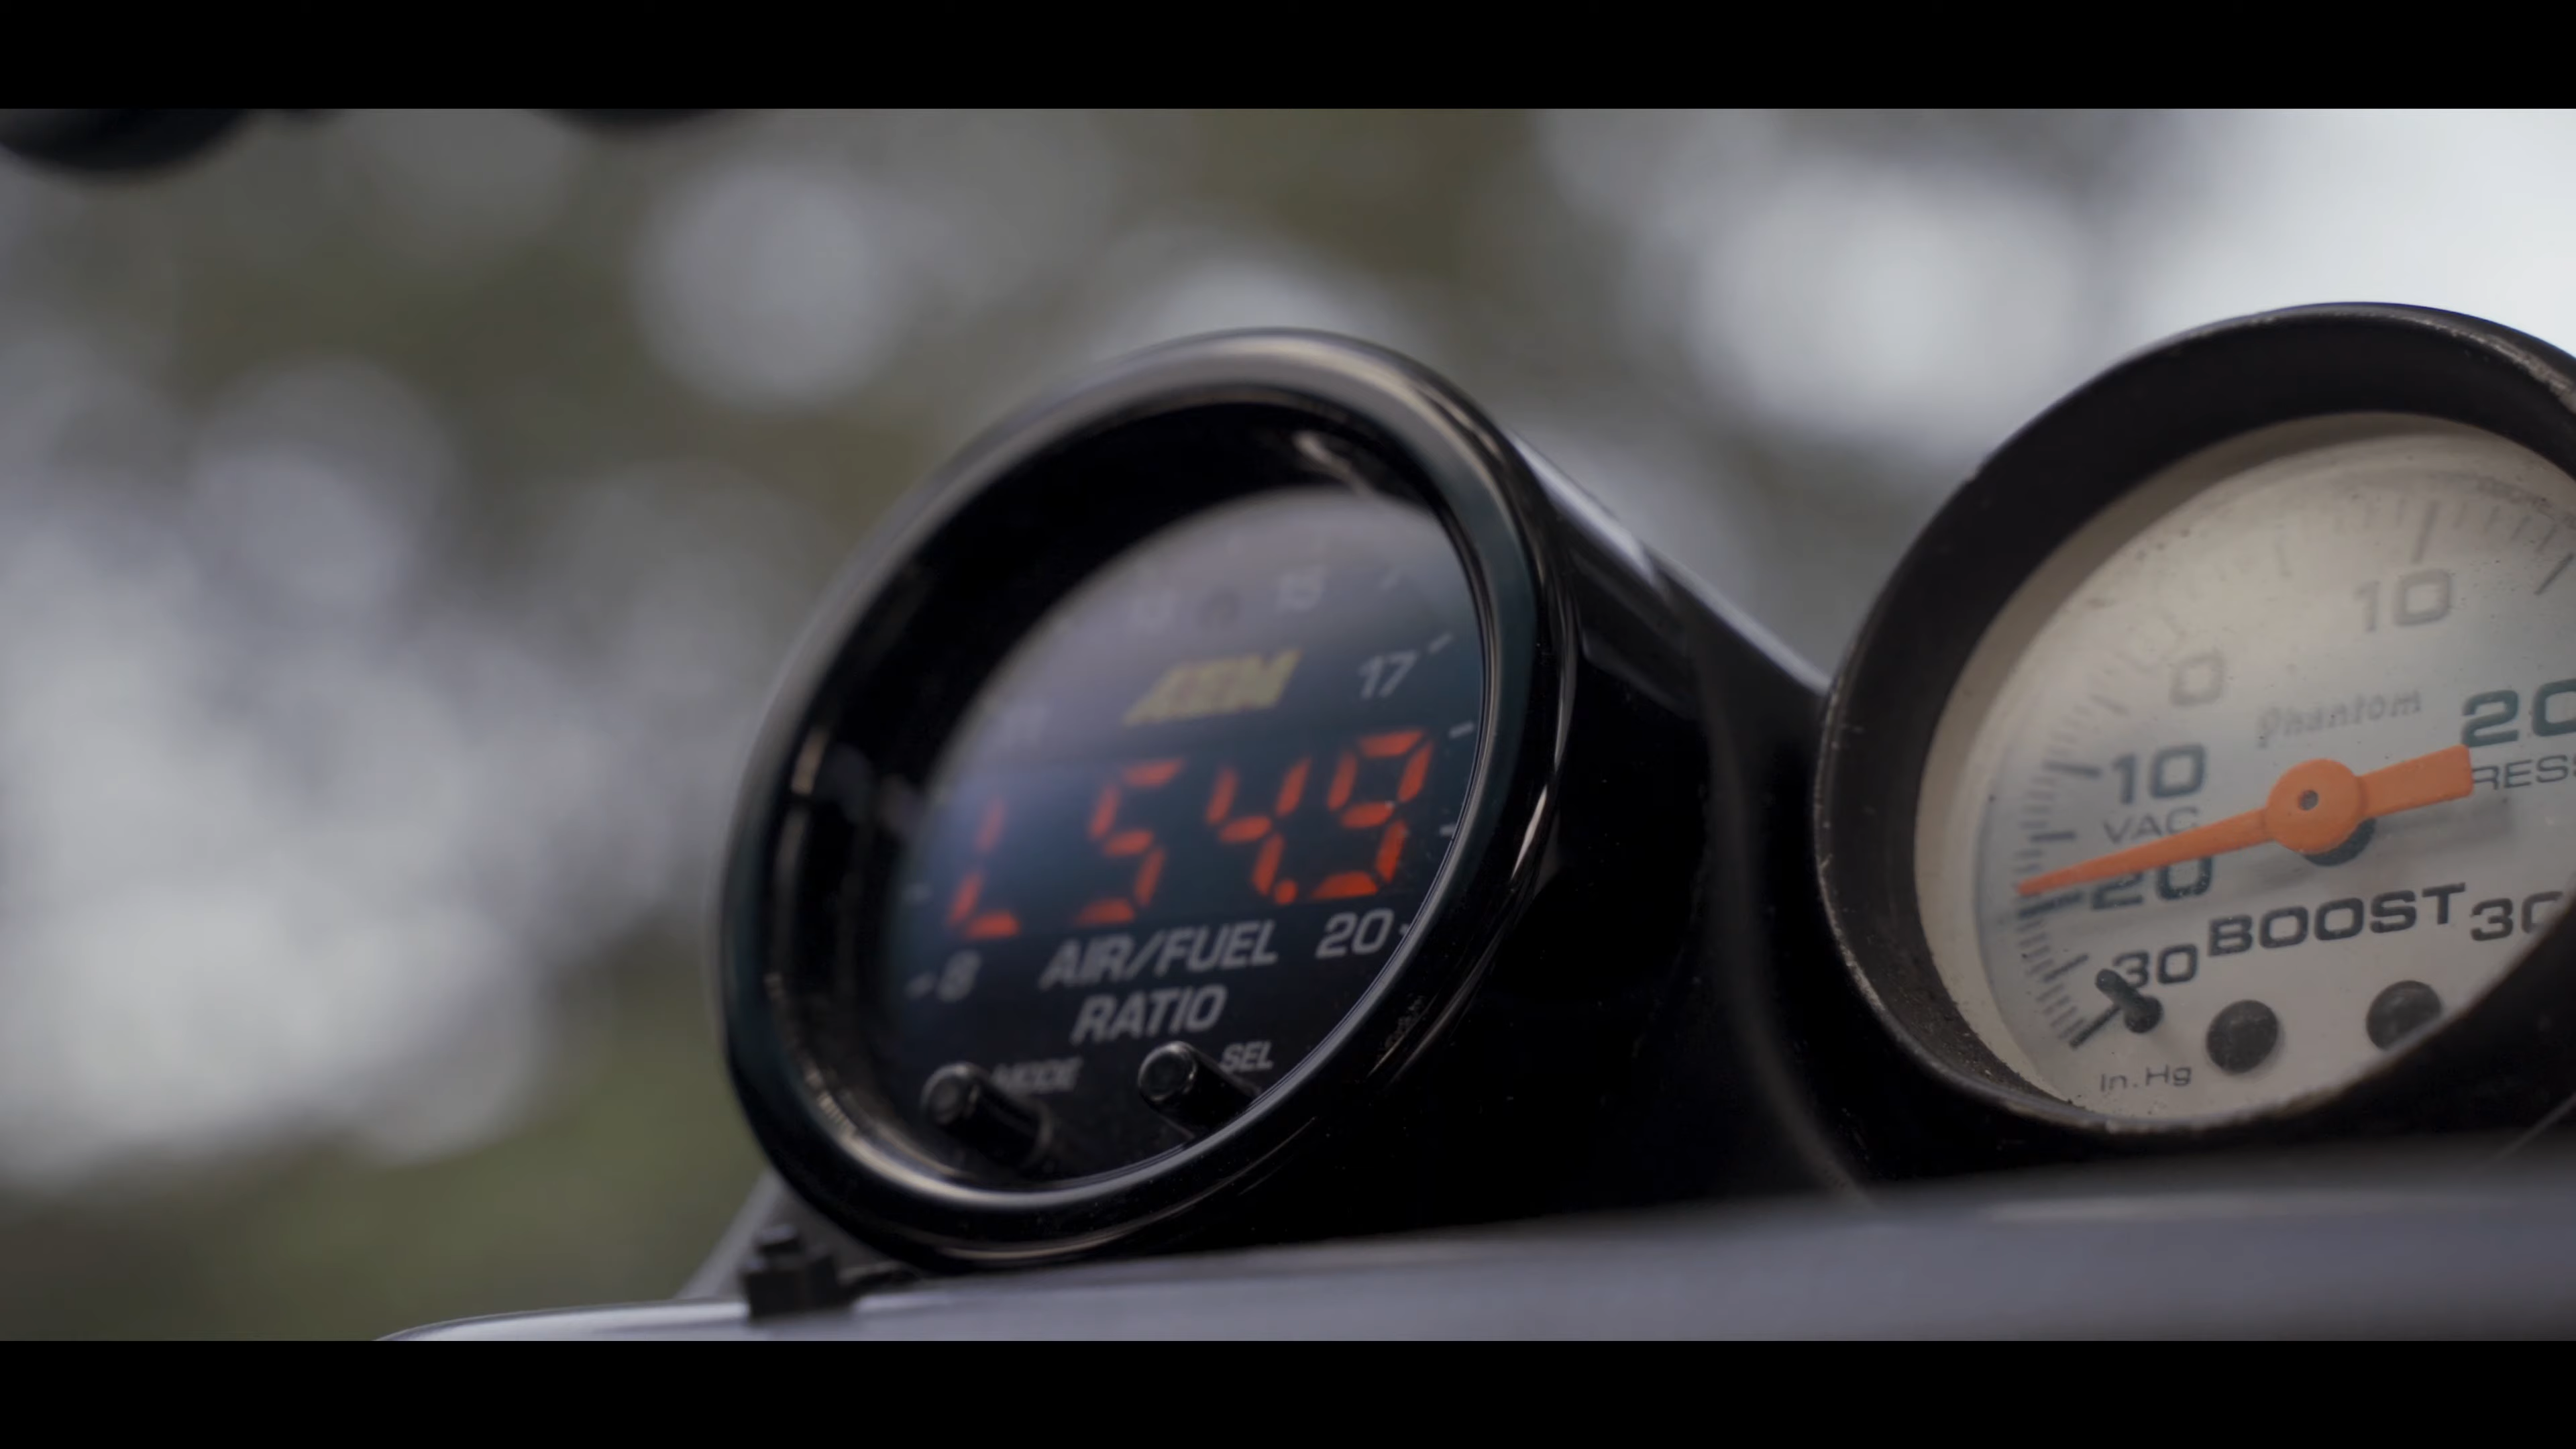 15
AEM
17
L54.9
8 AIR/FUEL 20
RATIO
MODE SEL
10
0
Phantom
20
10
VAC
20
BOOST
30 30
In.Hg